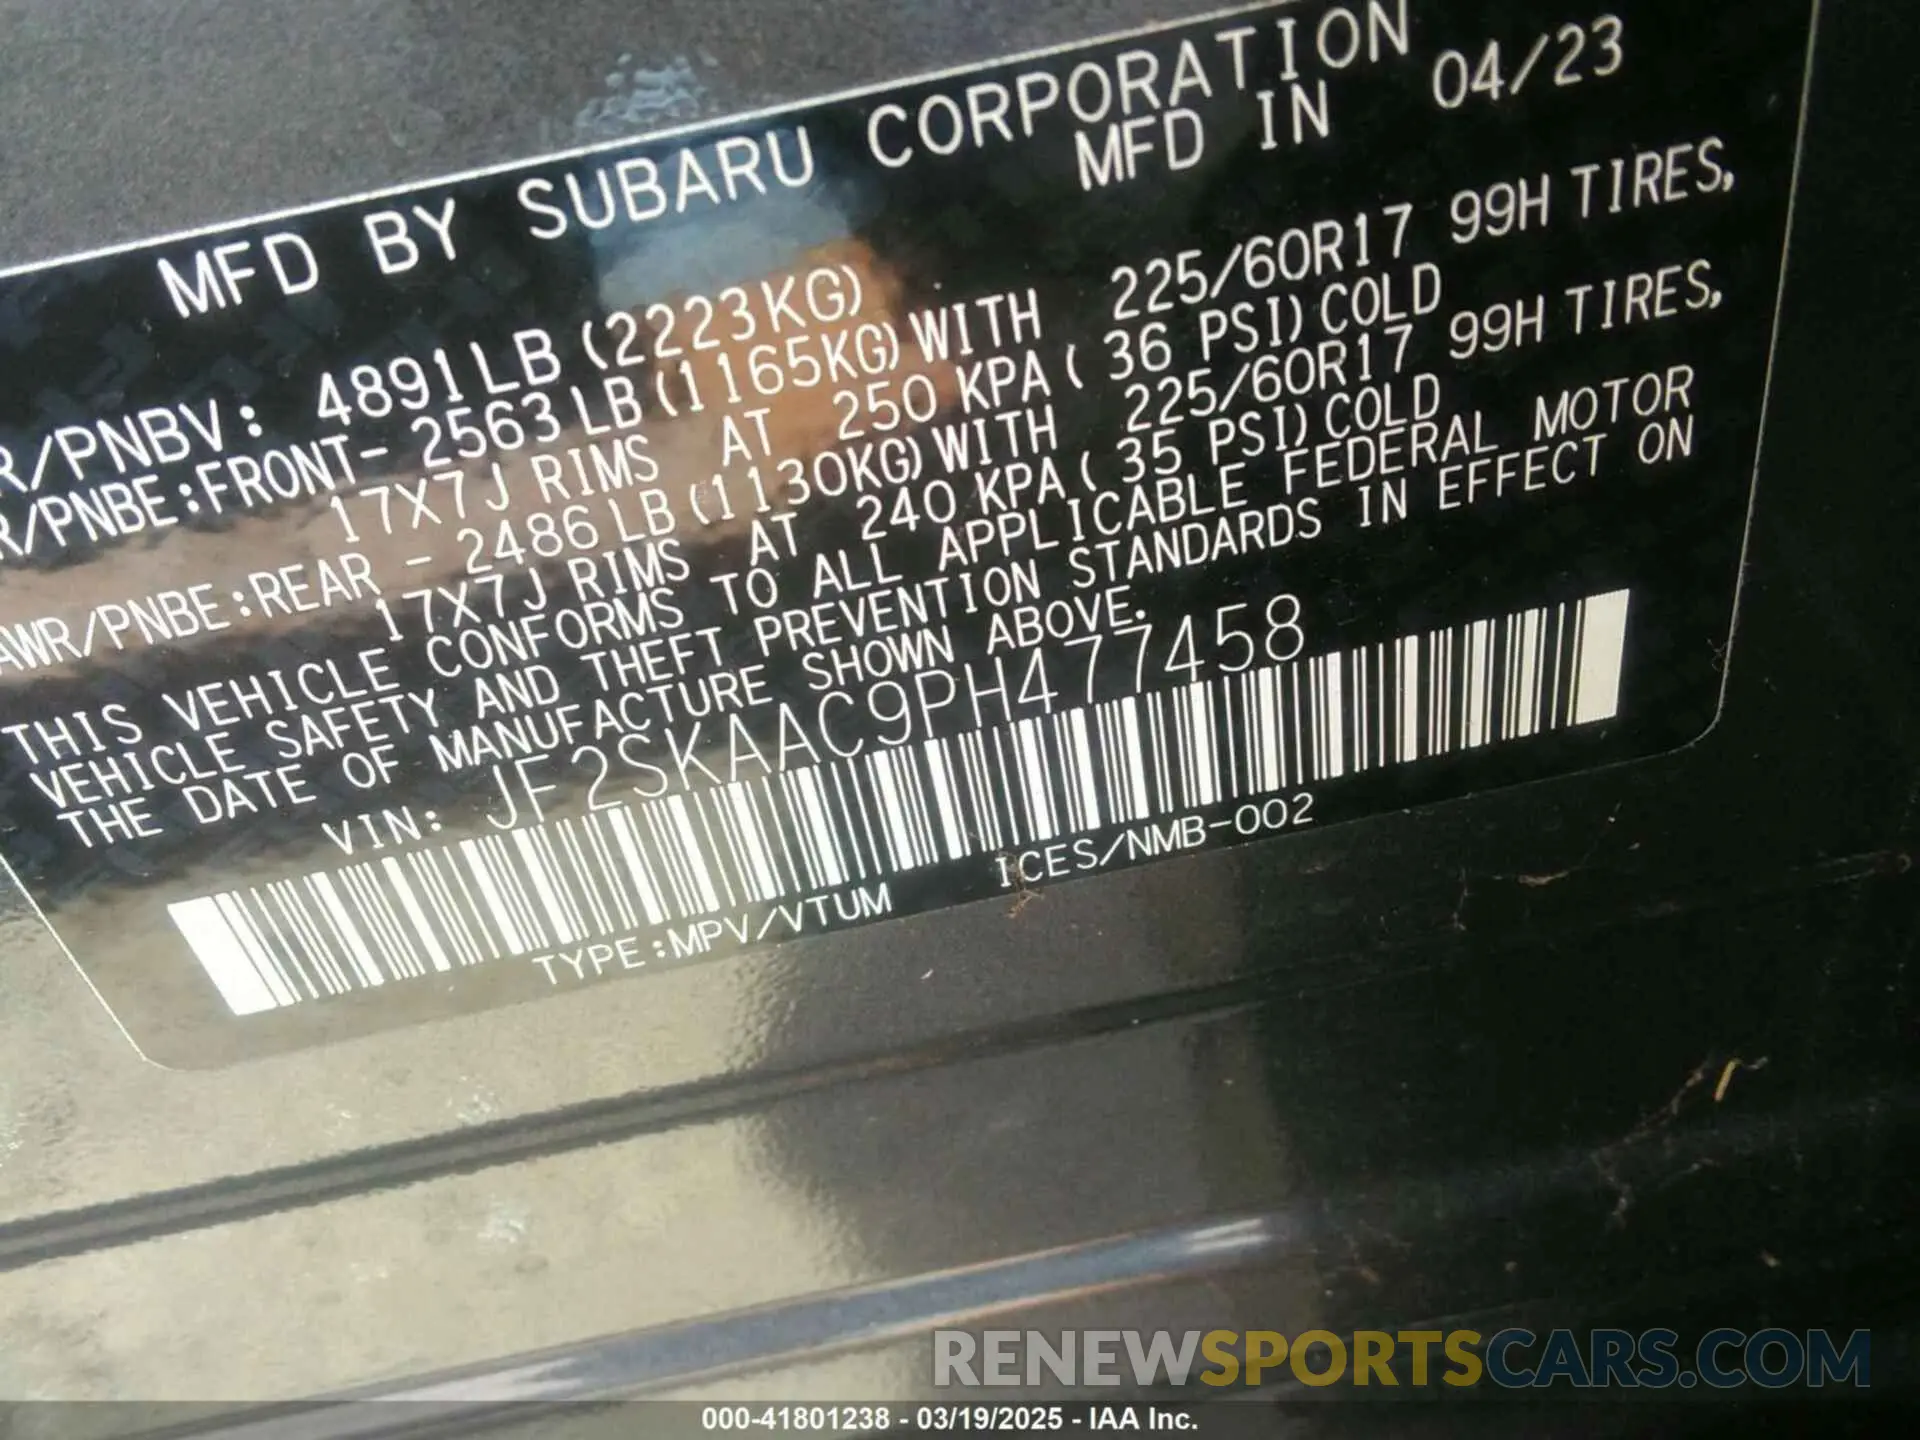 MFD BY SUBARU CORPORATION
MFD IN 04/23
R/PNBV: 4891LB (2223KG)
R/PNBE:FRONT- 2563LB (1165KG) WITH 225/60R17 99H TIRES,
17X7J RIMS AT 250 KPA ( 36 PSI) COLD
AWR/PNBE:REAR - 2486LB (1130KG) WITH 225/60R17 99H TIRES,
17X7J RIMS AT 240 KPA ( 35 PSI) COLD
THIS VEHICLE CONFORMS TO ALL APPLICABLE FEDERAL MOTOR
VEHICLE SAFETY AND THEFT PREVENTION STANDARDS IN EFFECT ON
THE DATE OF MANUFACTURE SHOWN ABOVE.
VIN: JF2SKAAC9PH477458
TYPE:MPV/VTUM ICES/NMB-002
RENEWSPORTSCARS.COM
000-41801238 - 03/19/2025 - IAA Inc.